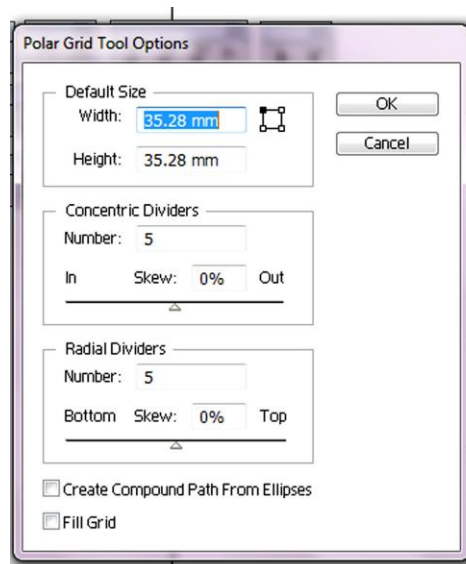 Polar Grid Tool Options
Default Size
Width: 35.28 mm
OK
Height: 35.28 mm
Cancel
Concentric Dividers
Number: 5
In Skew: 0% Out
Radial Dividers
Number: 5
Bottom Skew: 0% Top
Create Compound Path From Ellipses
Fill Grid